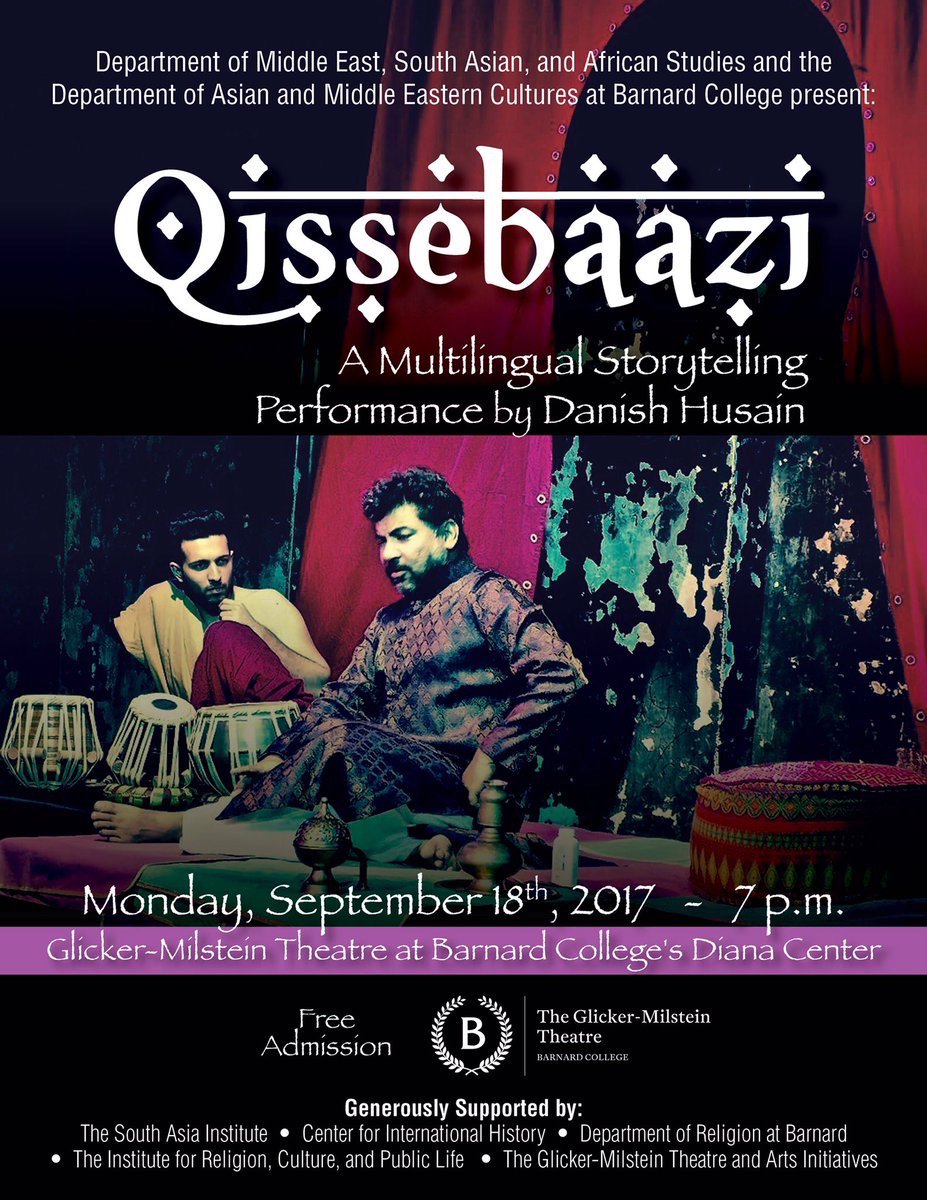 Department of Middle East, South Asian, and African Studies and the
Department of Asian and Middle Eastern Cultures at Barnard College present:
Qissebaazi
A Multilingual Storytelling
Performance by Danish Husain
Monday, September 18th, 2017 - 7 p.m.
Glicker-Milstein Theatre at Barnard College's Diana Center
Free
Admission
B
The Glicker-Milstein
Theatre
BARNARD COLLEGE
Generously Supported by:
The South Asia Institute • Center for International History • Department of Religion at Barnard
• The Institute for Religion, Culture, and Public Life • The Glicker-Milstein Theatre and Arts Initiatives